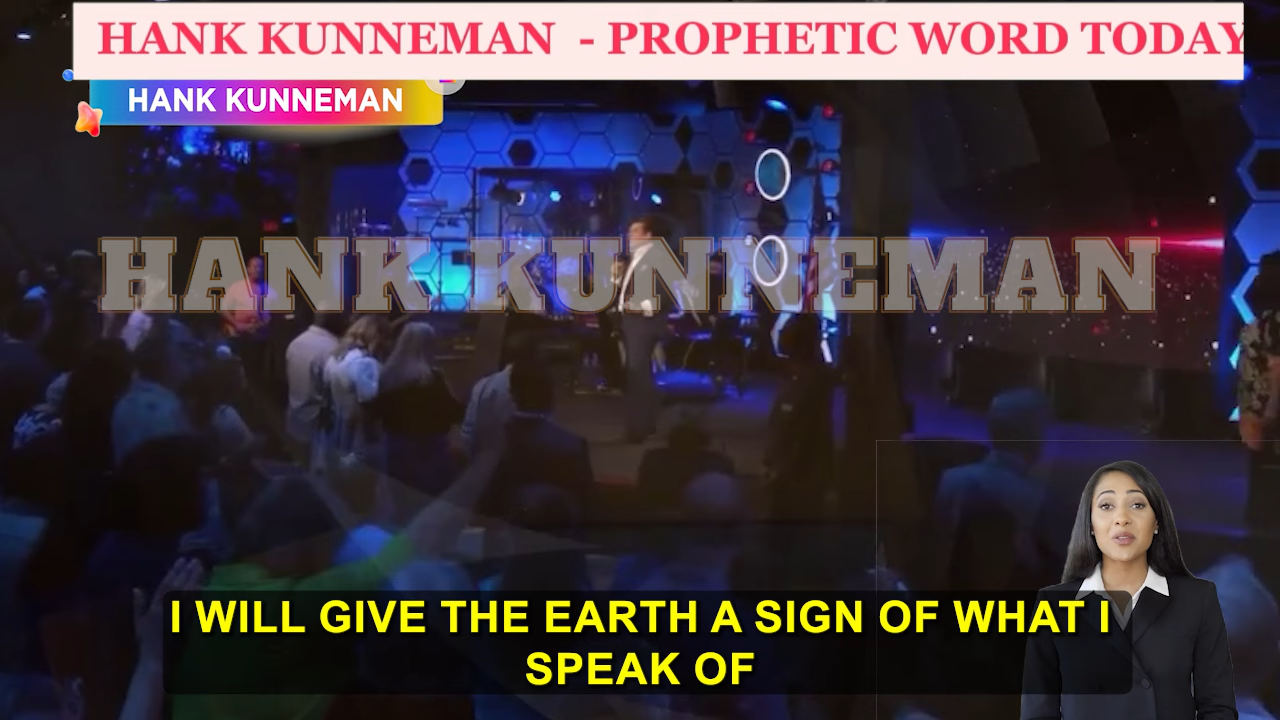 HANK KUNNEMAN - PROPHETIC WORD TODAY
HANK KUNNEMAN
HANK KUNNEMAN
I WILL GIVE THE EARTH A SIGN OF WHAT I
SPEAK OF